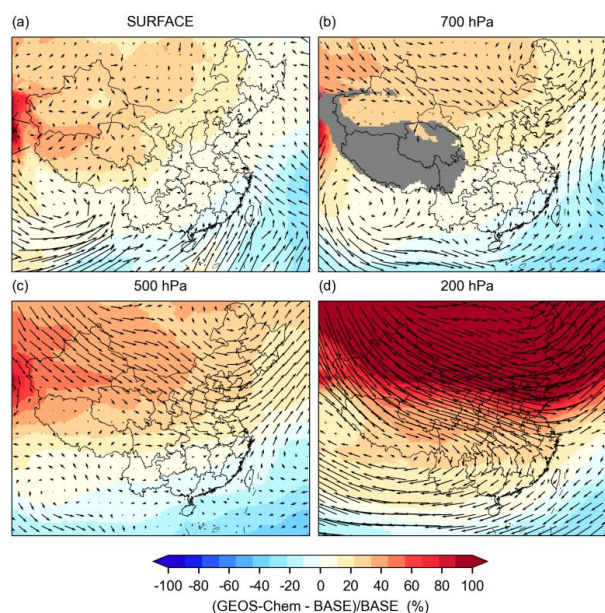 (a) SURFACE
(b) 700 hPa
(c) 500 hPa
(d) 200 hPa
-100 -80 -60 -40 -20 0 20 40 60 80 100
(GEOS-Chem - BASE)/BASE (%)